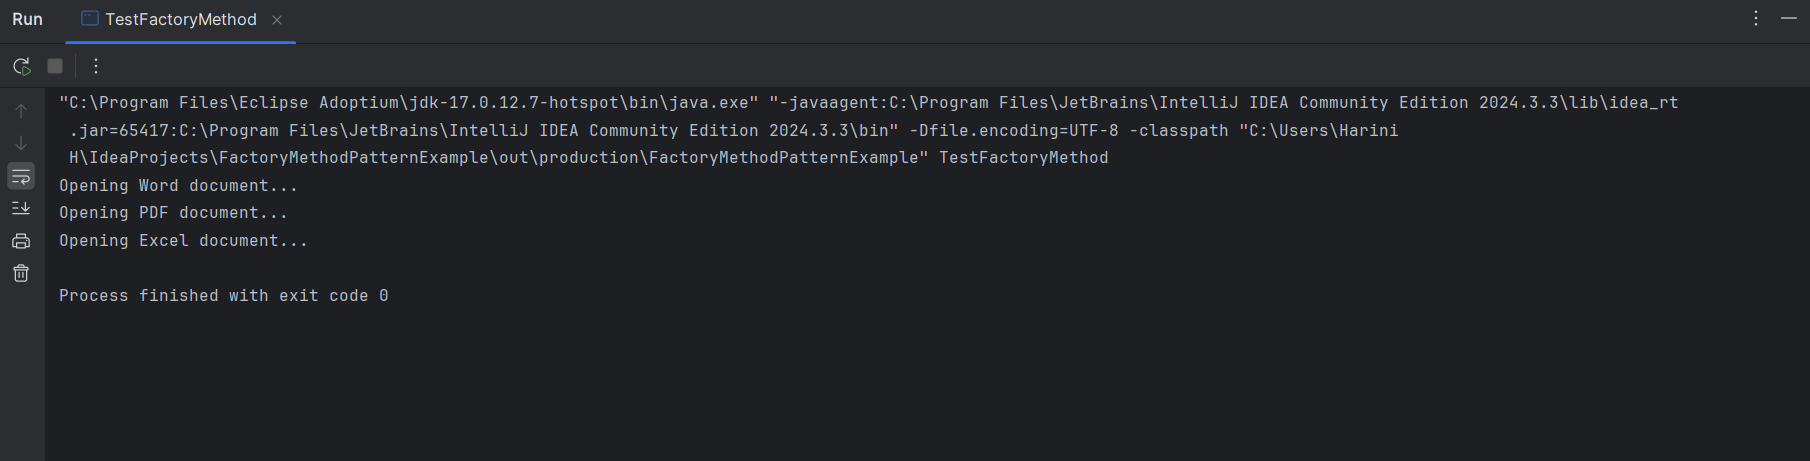 Run
TestFactoryMethod
"C:\Program Files\Eclipse Adoptium\jdk-17.0.12.7-hotspot\bin\java.exe" "-javaagent:C:\Program Files\JetBrains\IntelliJ IDEA Community Edition 2024.3.3\lib\idea_rt
.jar=65417:C:\Program Files\JetBrains\IntelliJ IDEA Community Edition 2024.3.3\bin" -Dfile.encoding=UTF-8 -classpath "C:\Users\Harini
H\IdeaProjects\FactoryMethodPatternExample\out\production\FactoryMethodPatternExample" TestFactoryMethod
Opening Word document...
Opening PDF document...
Opening Excel document...
Process finished with exit code 0